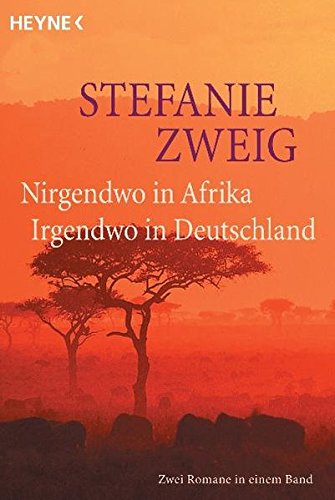 HEYNE <
STEFANIE
ZWEIG
Nirgendwo in Afrika
Irgendwo in Deutschland
Zwei Romane in einem Band